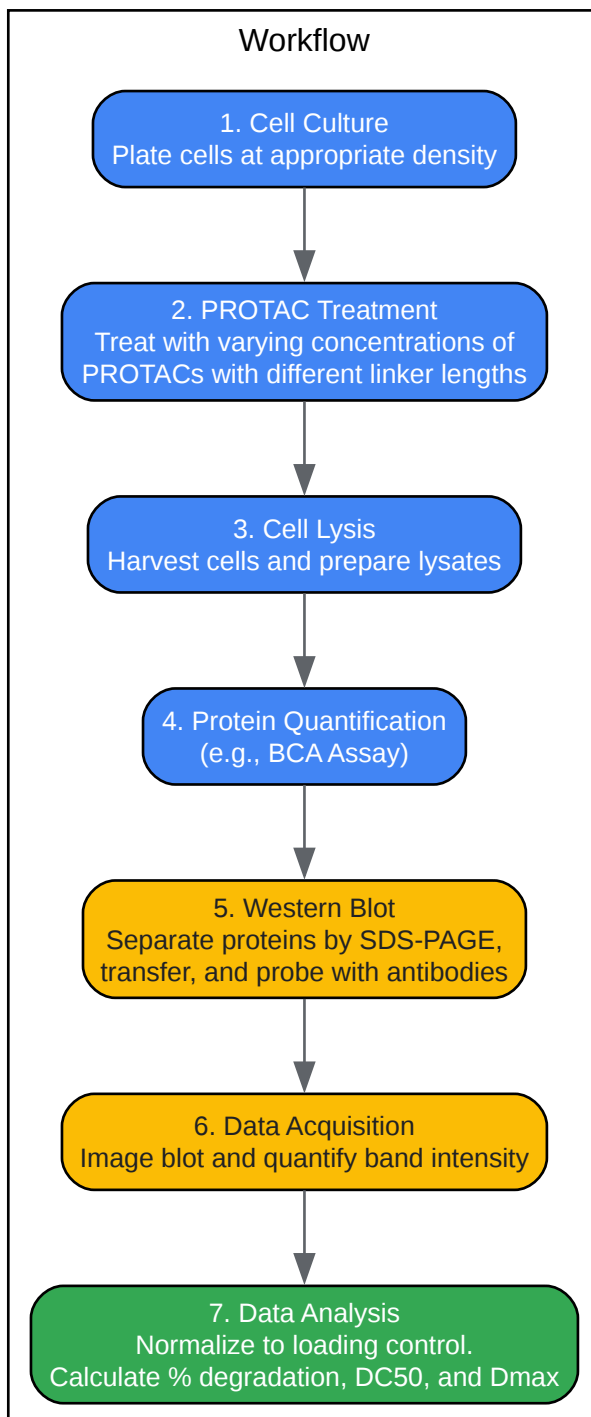 Workflow
1. Cell Culture
Plate cells at appropriate density
2. PROTAC Treatment
Treat with varying concentrations of
PROTACs with different linker lengths
3. Cell Lysis
Harvest cells and prepare lysates
4. Protein Quantification
(e.g., BCA Assay)
5. Western Blot
Separate proteins by SDS-PAGE,
transfer, and probe with antibodies
6. Data Acquisition
Image blot and quantify band intensity
7. Data Analysis
Normalize to loading control.
Calculate % degradation, DC50, and Dmax